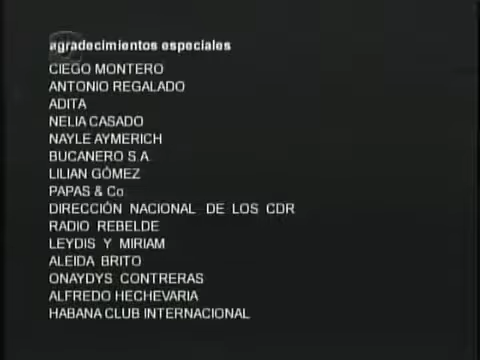 agradecimientos especiales
CIEGO MONTERO
ANTONIO REGALADO
ADITA
NELIA CASADO
NAYLE AYMERICH
BUCANERO S.A.
LILIAN GÓMEZ
PAPAS & Co
DIRECCIÓN NACIONAL DE LOS CDR
RADIO REBELDE
LEYDIS Y MIRIAM
ALEIDA BRITO
ONAYDYS CONTRERAS
ALFREDO HECHEVARIA
HABANA CLUB INTERNACIONAL